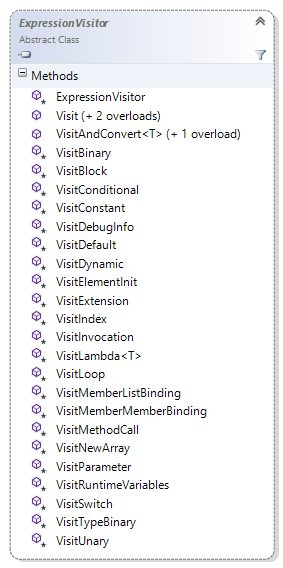 ExpressionVisitor
Abstract Class
Methods
ExpressionVisitor
Visit (+ 2 overloads)
VisitAndConvert<T> (+ 1 overload)
VisitBinary
VisitBlock
VisitConditional
VisitConstant
VisitDebugInfo
VisitDefault
VisitDynamic
VisitElementInit
VisitExtension
VisitIndex
VisitInvocation
VisitLambda<T>
VisitLoop
VisitMemberListBinding
VisitMemberMemberBinding
VisitMethodCall
VisitNewArray
VisitParameter
VisitRuntimeVariables
VisitSwitch
VisitTypeBinary
VisitUnary